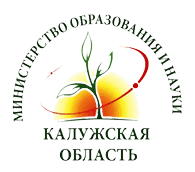 МИНИСТЕРСТВО ОБРАЗОВАНИЯ И НАУКИ
КАЛУЖСКАЯ
ОБЛАСТЬ